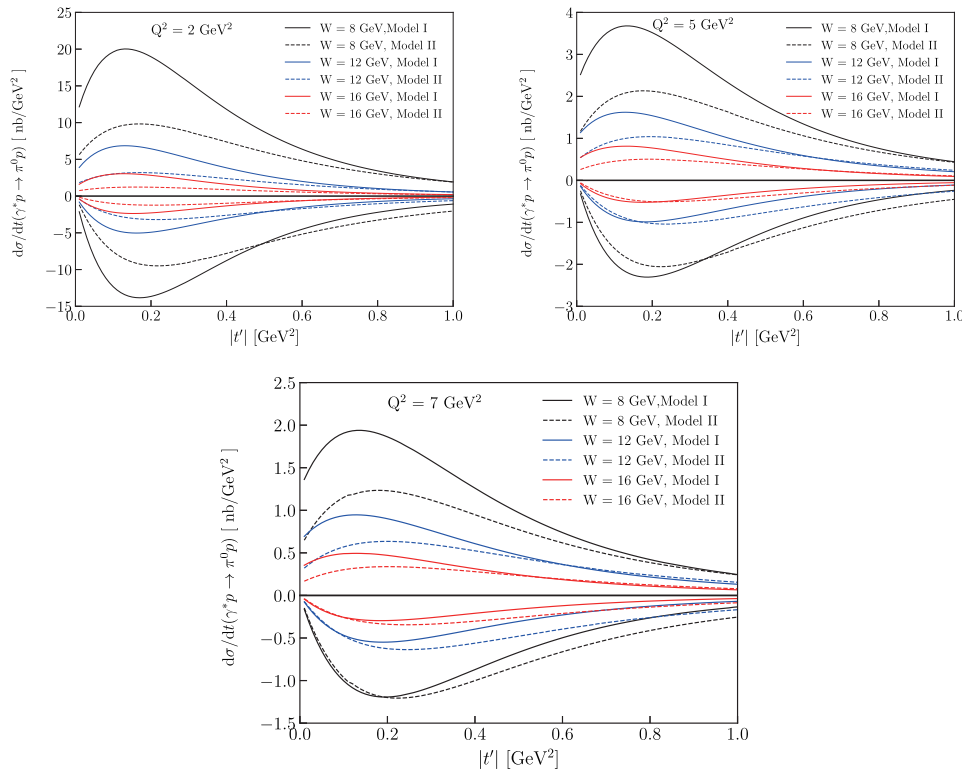 Q² = 2 GeV²
W = 8 GeV,Model I
W = 8 GeV, Model II
W = 12 GeV, Model I
W = 12 GeV, Model II
W = 16 GeV, Model I
W = 16 GeV, Model II
dσ/dt(γ*p → π⁰p) [ nb/GeV² ]
25
20
15
10
5
0
−5
−10
−15
0.0 0.2 0.4 0.6 0.8 1.0
|t′| [GeV²]
Q² = 5 GeV²
W = 8 GeV,Model I
W = 8 GeV, Model II
W = 12 GeV, Model I
W = 12 GeV, Model II
W = 16 GeV, Model I
W = 16 GeV, Model II
dσ/dt(γ*p → π⁰p) [ nb/GeV² ]
4
3
2
1
0
−1
−2
−3
0.0 0.2 0.4 0.6 0.8 1.0
|t′| [GeV²]
Q² = 7 GeV²
W = 8 GeV,Model I
W = 8 GeV, Model II
W = 12 GeV, Model I
W = 12 GeV, Model II
W = 16 GeV, Model I
W = 16 GeV, Model II
dσ/dt(γ*p → π⁰p) [ nb/GeV² ]
2.5
2.0
1.5
1.0
0.5
0.0
−0.5
−1.0
−1.5
0.0 0.2 0.4 0.6 0.8 1.0
|t′| [GeV²]